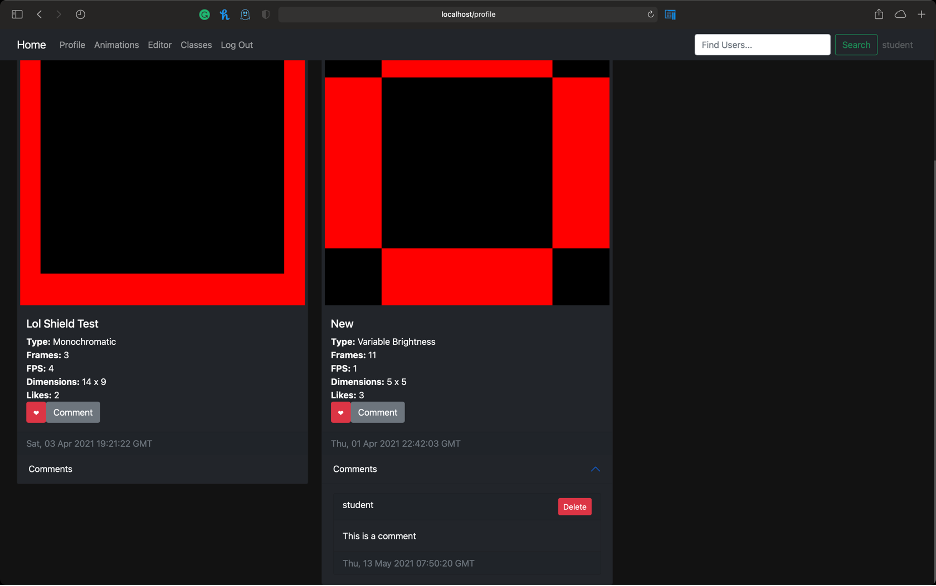 localhost/profile
Home Profile Animations Editor Classes Log Out Find Users... Search student
Lol Shield Test
Type: Monochromatic
Frames: 3
FPS: 4
Dimensions: 14 x 9
Likes: 2
Comment
Sat, 03 Apr 2021 19:21:22 GMT
Comments
New
Type: Variable Brightness
Frames: 11
FPS: 1
Dimensions: 5 x 5
Likes: 3
Comment
Thu, 01 Apr 2021 22:42:03 GMT
Comments
student Delete
This is a comment
Thu, 13 May 2021 07:50:20 GMT